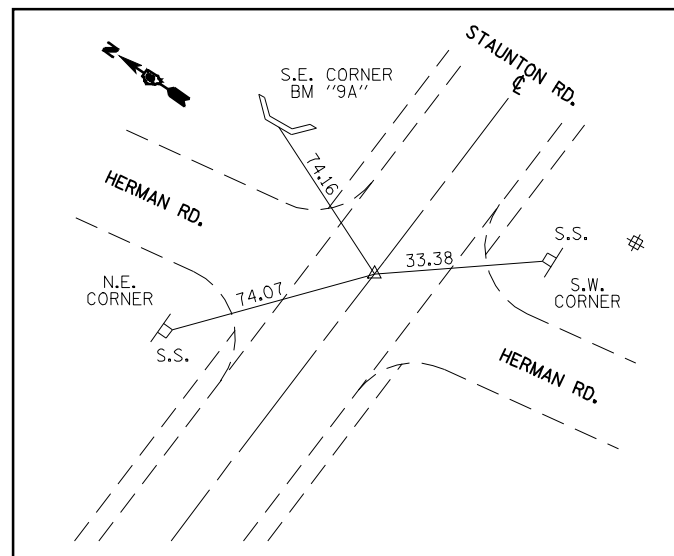 N
S.E. CORNER
BM "9A"
STAUNTON RD.
℄
HERMAN RD.
74.16
S.S.
33.38
N.E.
CORNER
74.07
S.W.
CORNER
S.S.
HERMAN RD.